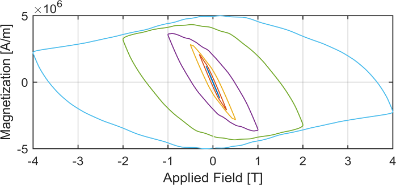 ×10⁶
5
0
-5
Magnetization [A/m]
-4 -3 -2 -1 0 1 2 3 4
Applied Field [T]